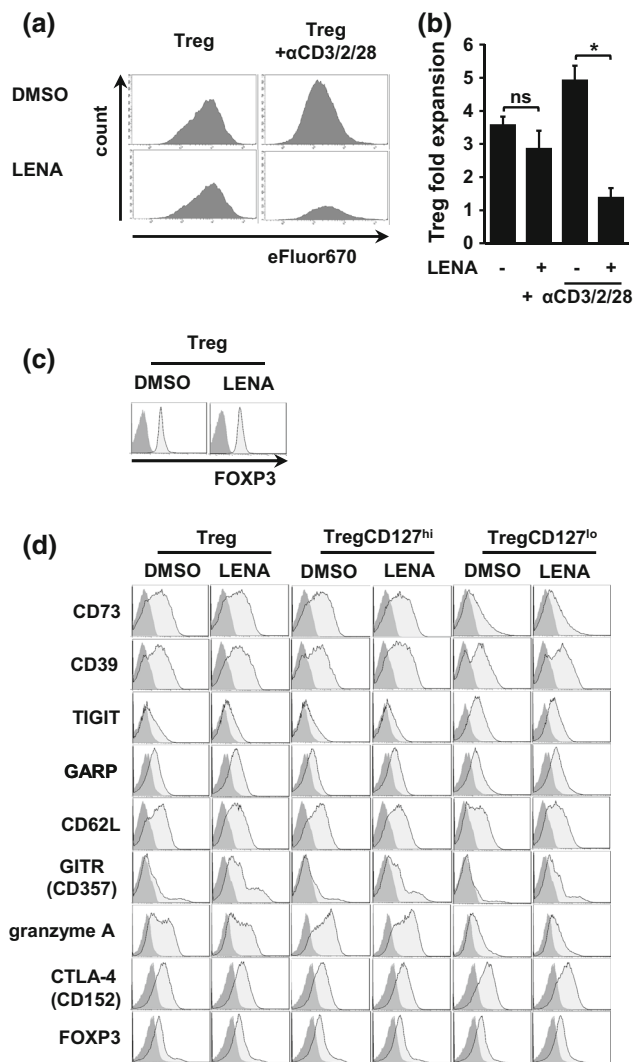 (a)
Treg
Treg
+αCD3/2/28
DMSO
LENA
count
eFluor670
(b)
Treg fold expansion
6
5
4
3
2
1
0
ns
*
LENA - + - +
+ αCD3/2/28
(c)
Treg
DMSO LENA
FOXP3
(d)
Treg TregCD127hi TregCD127lo
DMSO LENA DMSO LENA DMSO LENA
CD73
CD39
TIGIT
GARP
CD62L
GITR
(CD357)
granzyme A
CTLA-4
(CD152)
FOXP3